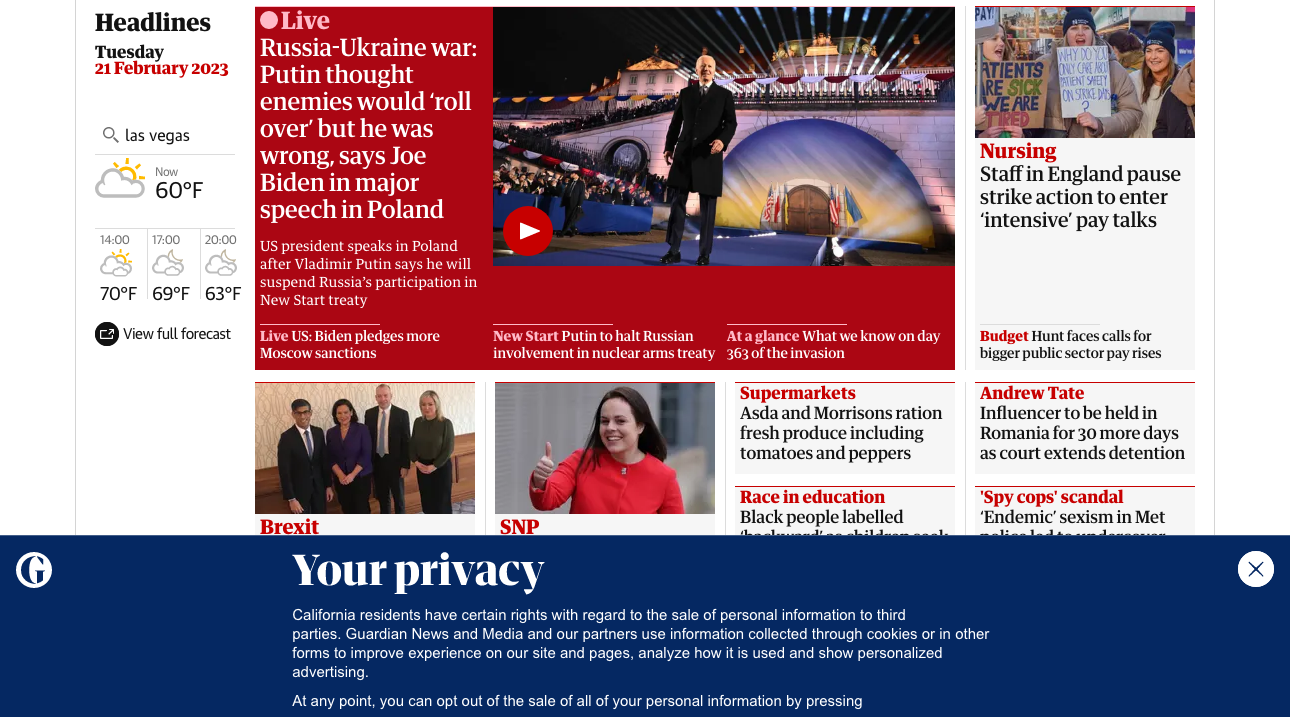 Headlines
Tuesday
21 February 2023
las vegas
Now
60°F
14:00
17:00
20:00
70°F
69°F
63°F
View full forecast
Live
Russia-Ukraine war:
Putin thought
enemies would ‘roll
over’ but he was
wrong, says Joe
Biden in major
speech in Poland
US president speaks in Poland
after Vladimir Putin says he will
suspend Russia’s participation in
New Start treaty
Live US: Biden pledges more
Moscow sanctions
New Start Putin to halt Russian
involvement in nuclear arms treaty
At a glance What we know on day
363 of the invasion
PAY!
PATIENTS
ARE SICK
WE ARE
TIRED
WHY DO YOU
ONLY CARE ABOUT
PATIENT SAFETY
ON STRIKE DAYS
?
Nursing
Staff in England pause
strike action to enter
‘intensive’ pay talks
Budget Hunt faces calls for
bigger public sector pay rises
Brexit
SNP
Supermarkets
Asda and Morrisons ration
fresh produce including
tomatoes and peppers
Race in education
Black people labelled
‘backward’ as children seek
Andrew Tate
Influencer to be held in
Romania for 30 more days
as court extends detention
'Spy cops' scandal
‘Endemic’ sexism in Met
police led to undercover
G
Your privacy
California residents have certain rights with regard to the sale of personal information to third
parties. Guardian News and Media and our partners use information collected through cookies or in other
forms to improve experience on our site and pages, analyze how it is used and show personalized
advertising.
At any point, you can opt out of the sale of all of your personal information by pressing